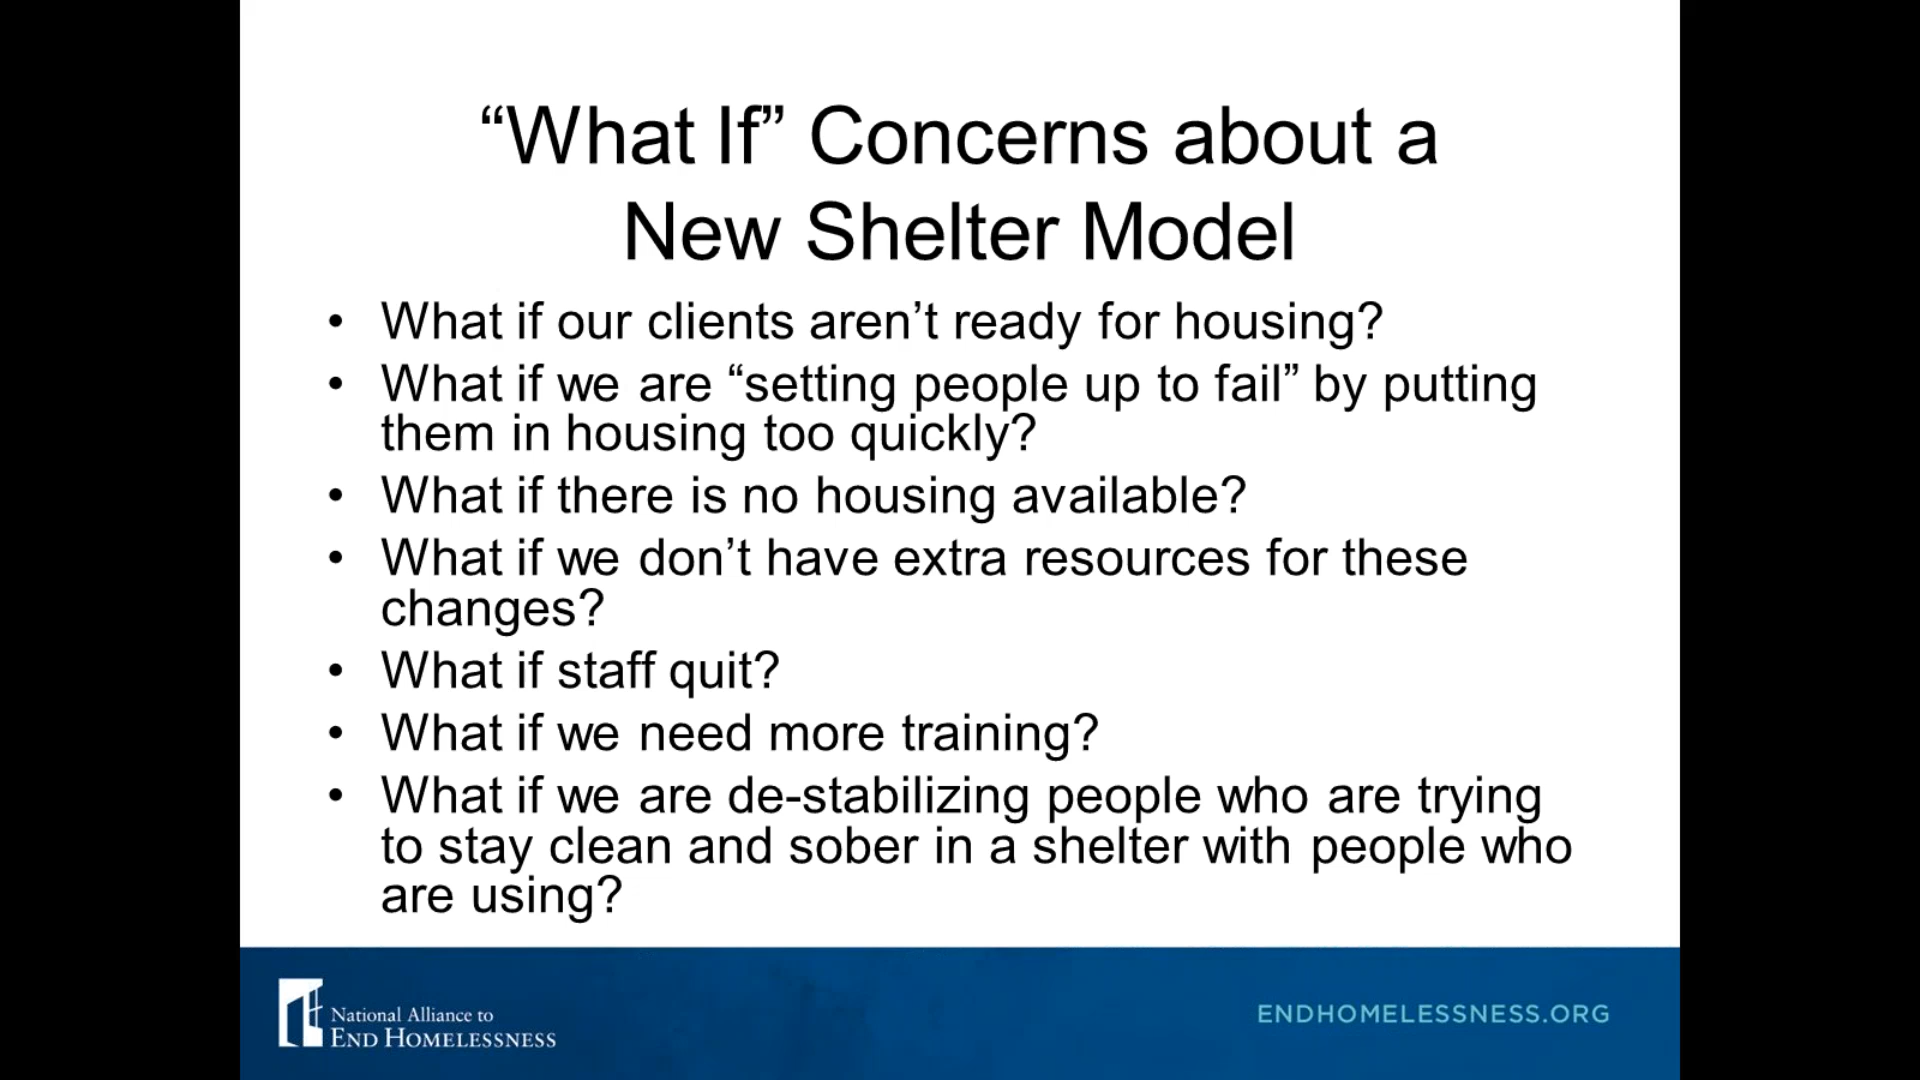 “What If” Concerns about a
New Shelter Model
• What if our clients aren’t ready for housing?
• What if we are “setting people up to fail” by putting
them in housing too quickly?
• What if there is no housing available?
• What if we don’t have extra resources for these
changes?
• What if staff quit?
• What if we need more training?
• What if we are de-stabilizing people who are trying
to stay clean and sober in a shelter with people who
are using?
National Alliance to
END HOMELESSNESS
ENDHOMELESSNESS.ORG